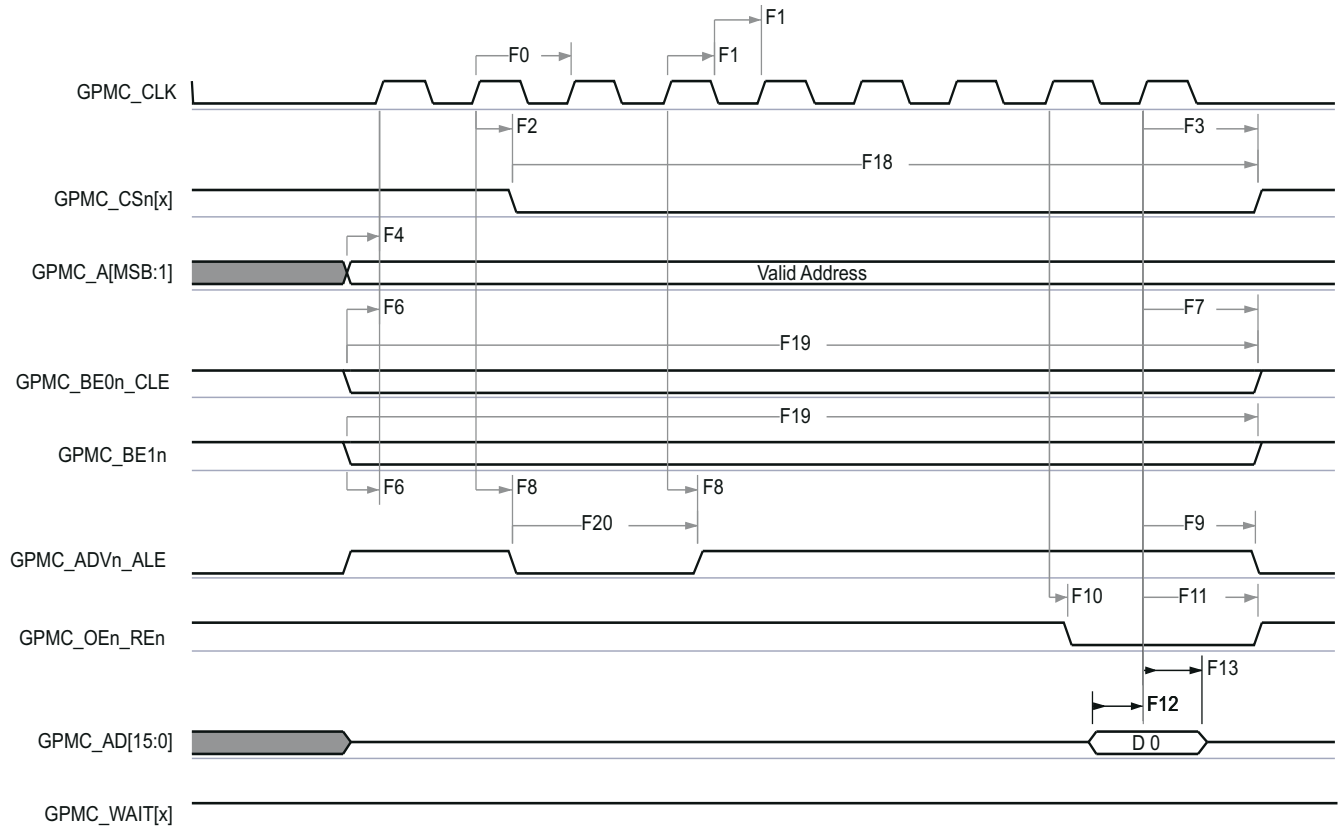 F1
F0
F1
GPMC_CLK
F2
F3
F18
GPMC_CSn[x]
F4
GPMC_A[MSB:1]
Valid Address
F6
F7
F19
GPMC_BE0n_CLE
F19
GPMC_BE1n
F6
F8
F8
F20
F9
GPMC_ADVn_ALE
F10
F11
GPMC_OEn_REn
F13
F12
GPMC_AD[15:0]
D 0
GPMC_WAIT[x]